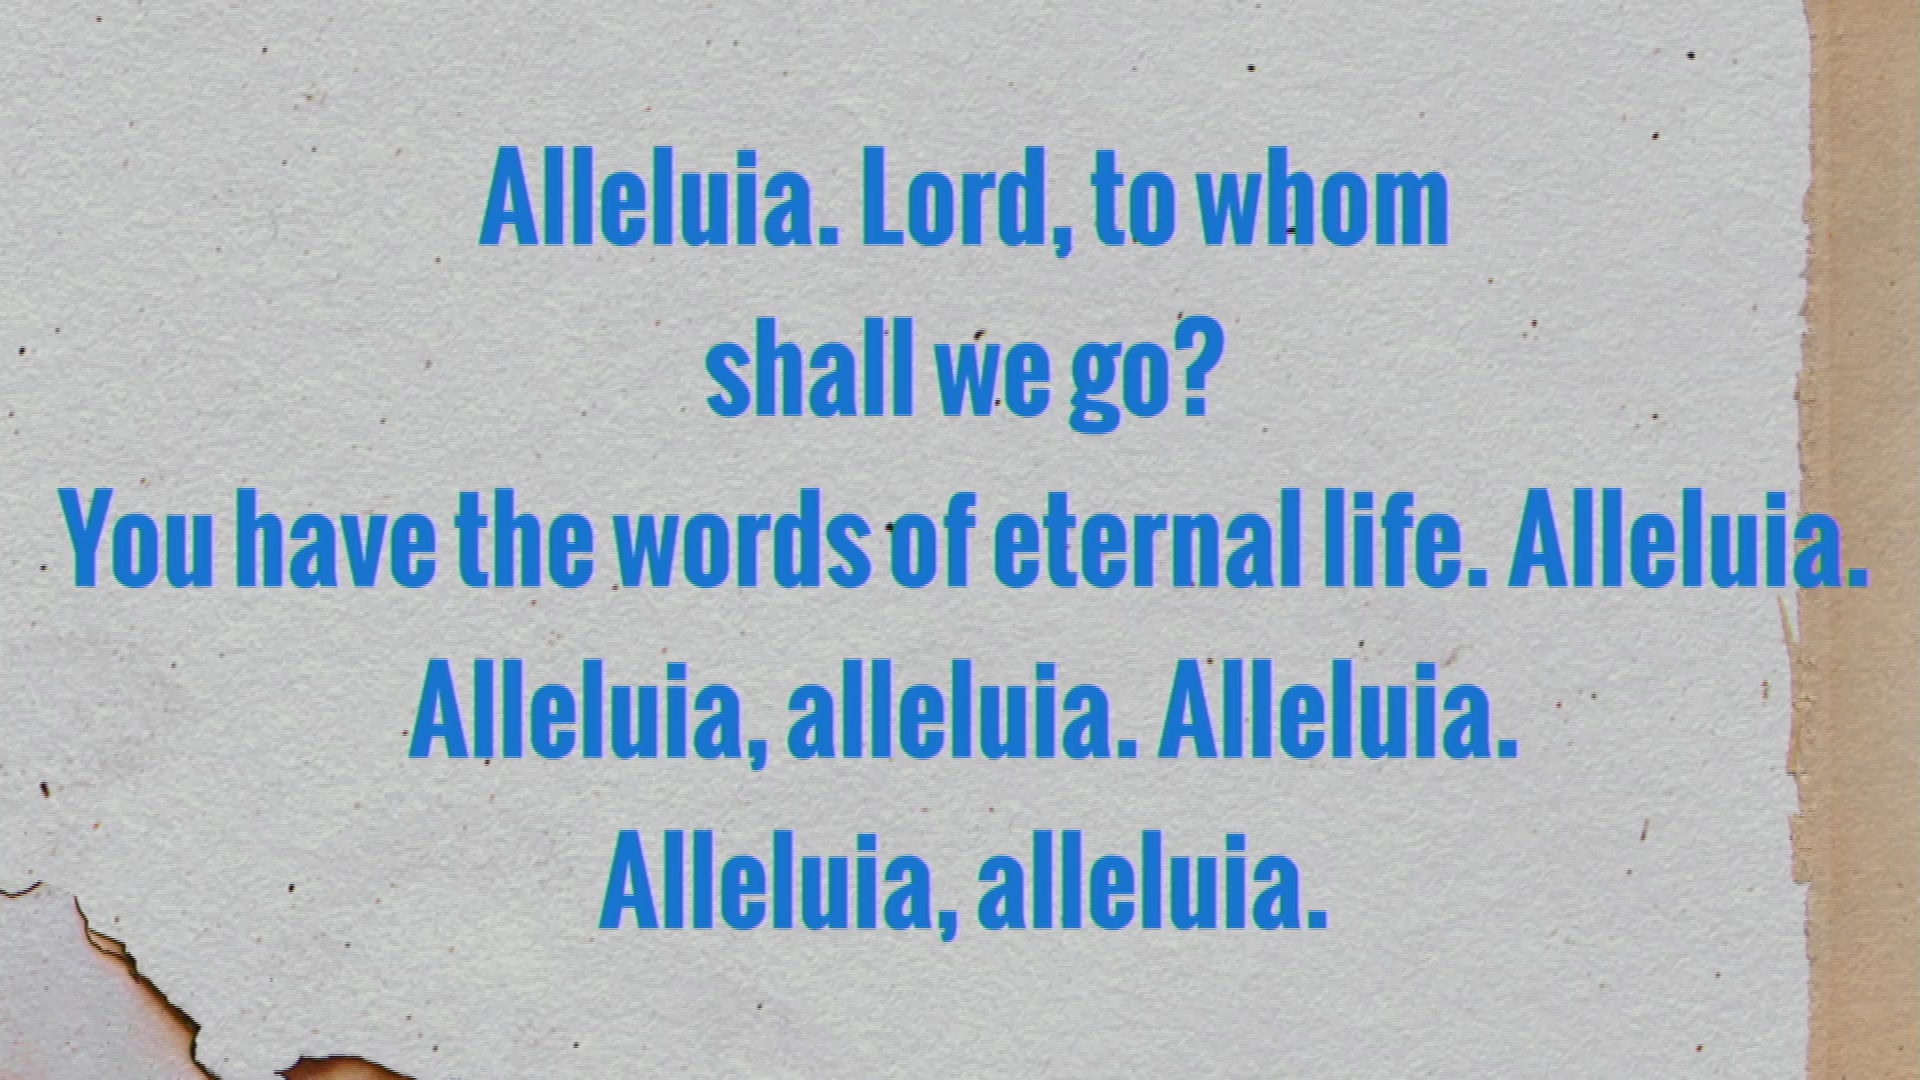 Alleluia. Lord, to whom
shall we go?
You have the words of eternal life. Alleluia.
Alleluia, alleluia. Alleluia.
Alleluia, alleluia.